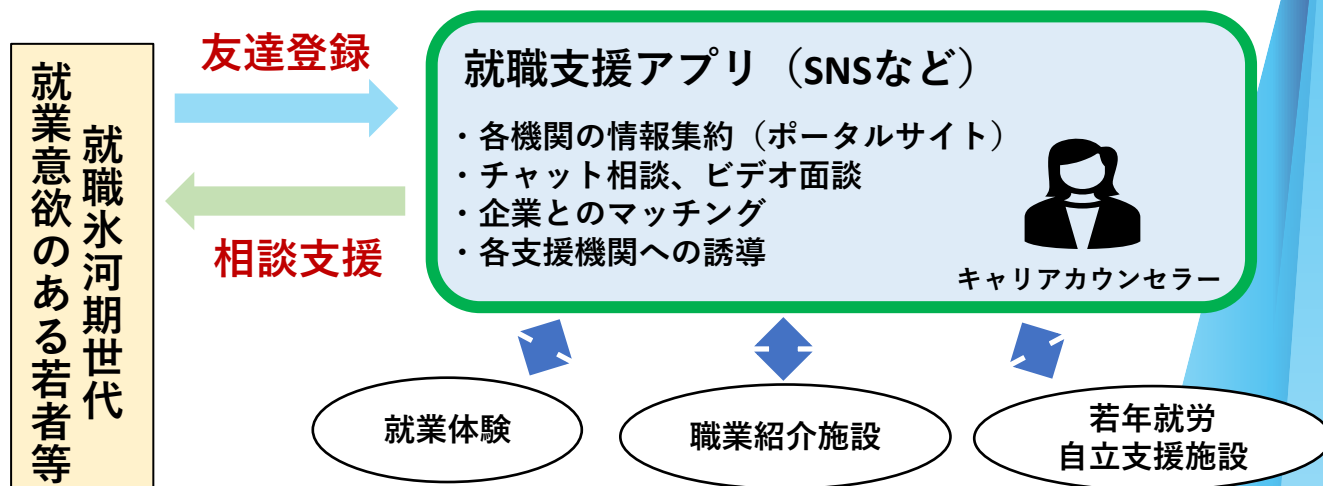 就職氷河期世代
就業意欲のある若者等
友達登録
相談支援
就職支援アプリ（SNSなど）
・各機関の情報集約（ポータルサイト）
・チャット相談、ビデオ面談
・企業とのマッチング
・各支援機関への誘導
キャリアカウンセラー
就業体験
職業紹介施設
若年就労
自立支援施設